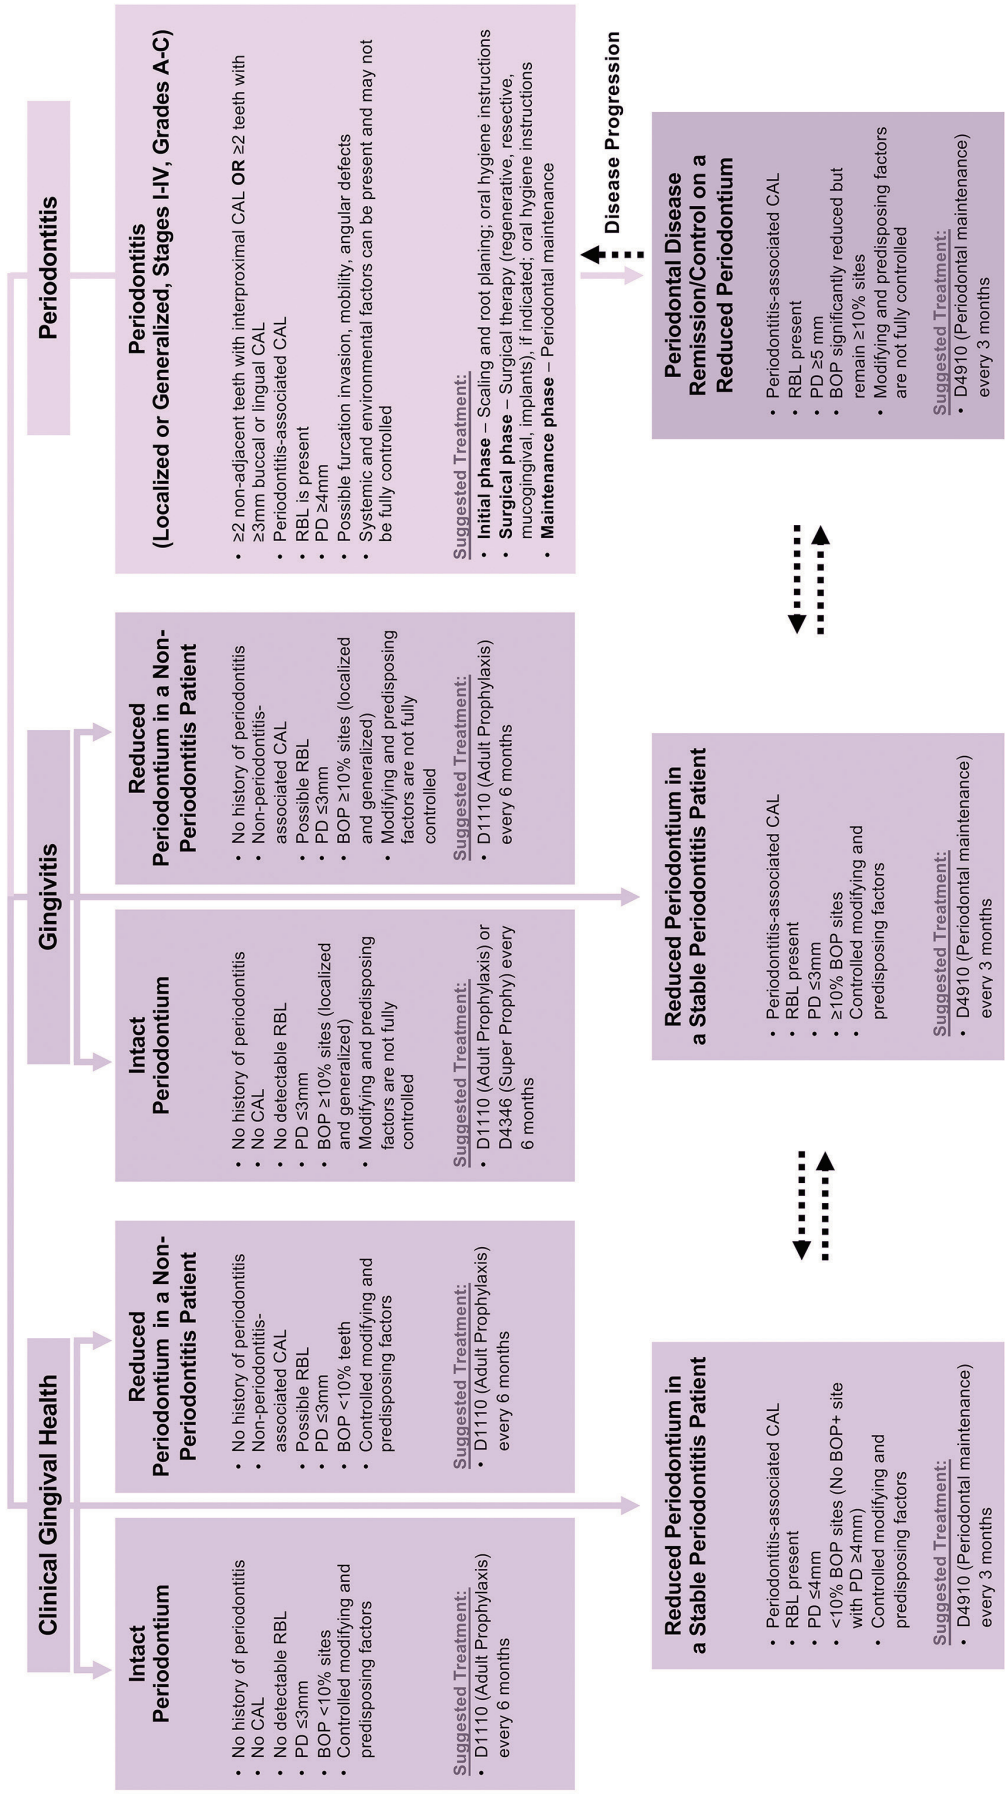 Clinical Gingival Health
Intact
Periodontium
• No history of periodontitis
• No CAL
• No detectable RBL
• PD ≤3mm
• BOP <10% sites
• Controlled modifying and
predisposing factors
Suggested Treatment:
• D1110 (Adult Prophylaxis)
every 6 months
Reduced
Periodontium in a Non-
Periodontitis Patient
• No history of periodontitis
• Non-periodontitis-
associated CAL
• Possible RBL
• PD ≤3mm
• BOP <10% teeth
• Controlled modifying and
predisposing factors
Suggested Treatment:
• D1110 (Adult Prophylaxis)
every 6 months
Gingivitis
Intact
Periodontium
• No history of periodontitis
• No CAL
• No detectable RBL
• PD ≤3mm
• BOP ≥10% sites (localized
and generalized)
• Modifying and predisposing
factors are not fully
controlled
Suggested Treatment:
• D1110 (Adult Prophylaxis) or
D4346 (Super Prophy) every
6 months
Reduced
Periodontium in a Non-
Periodontitis Patient
• No history of periodontitis
• Non-periodontitis-
associated CAL
• Possible RBL
• PD ≤3mm
• BOP ≥10% sites (localized
and generalized)
• Modifying and predisposing
factors are not fully
controlled
Suggested Treatment:
• D1110 (Adult Prophylaxis)
every 6 months
Periodontitis
Periodontitis
(Localized or Generalized, Stages I-IV, Grades A-C)
• ≥2 non-adjacent teeth with interproximal CAL OR ≥2 teeth with
≥3mm buccal or lingual CAL
• Periodontitis-associated CAL
• RBL is present
• PD ≥4mm
• Possible furcation invasion, mobility, angular defects
• Systemic and environmental factors can be present and may not
be fully controlled
Suggested Treatment:
• Initial phase – Scaling and root planing; oral hygiene instructions
• Surgical phase – Surgical therapy (regenerative, resective,
mucogingival, implants), if indicated; oral hygiene instructions
• Maintenance phase – Periodontal maintenance
Disease Progression
Reduced Periodontium in
a Stable Periodontitis Patient
• Periodontitis-associated CAL
• RBL present
• PD ≤4mm
• <10% BOP sites (No BOP+ site
with PD ≥4mm)
• Controlled modifying and
predisposing factors
Suggested Treatment:
• D4910 (Periodontal maintenance)
every 3 months
Reduced Periodontium in
a Stable Periodontitis Patient
• Periodontitis-associated CAL
• RBL present
• PD ≤3mm
• ≥10% BOP sites
• Controlled modifying and
predisposing factors
Suggested Treatment:
• D4910 (Periodontal maintenance)
every 3 months
Periodontal Disease
Remission/Control on a
Reduced Periodontium
• Periodontitis-associated CAL
• RBL present
• PD ≥5 mm
• BOP significantly reduced but
remain ≥10% sites
• Modifying and predisposing factors
are not fully controlled
Suggested Treatment:
• D4910 (Periodontal maintenance)
every 3 months